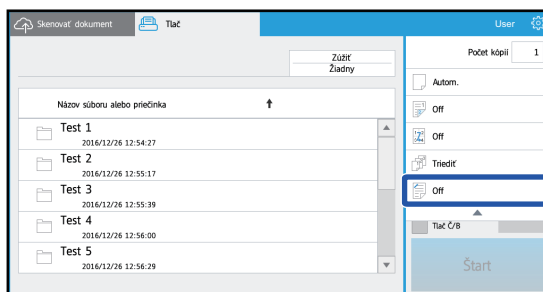 Skenovať dokument
Tlač
User
Zúžiť
Žiadny
Počet kópií 1
Názov súboru alebo priečinka
Test 1
2016/12/26 12:54:27
Test 2
2016/12/26 12:55:17
Test 3
2016/12/26 12:55:39
Test 4
2016/12/26 12:56:00
Test 5
2016/12/26 12:56:29
Autom.
Off
Off
Triediť
Off
Tlač Č/B
Štart